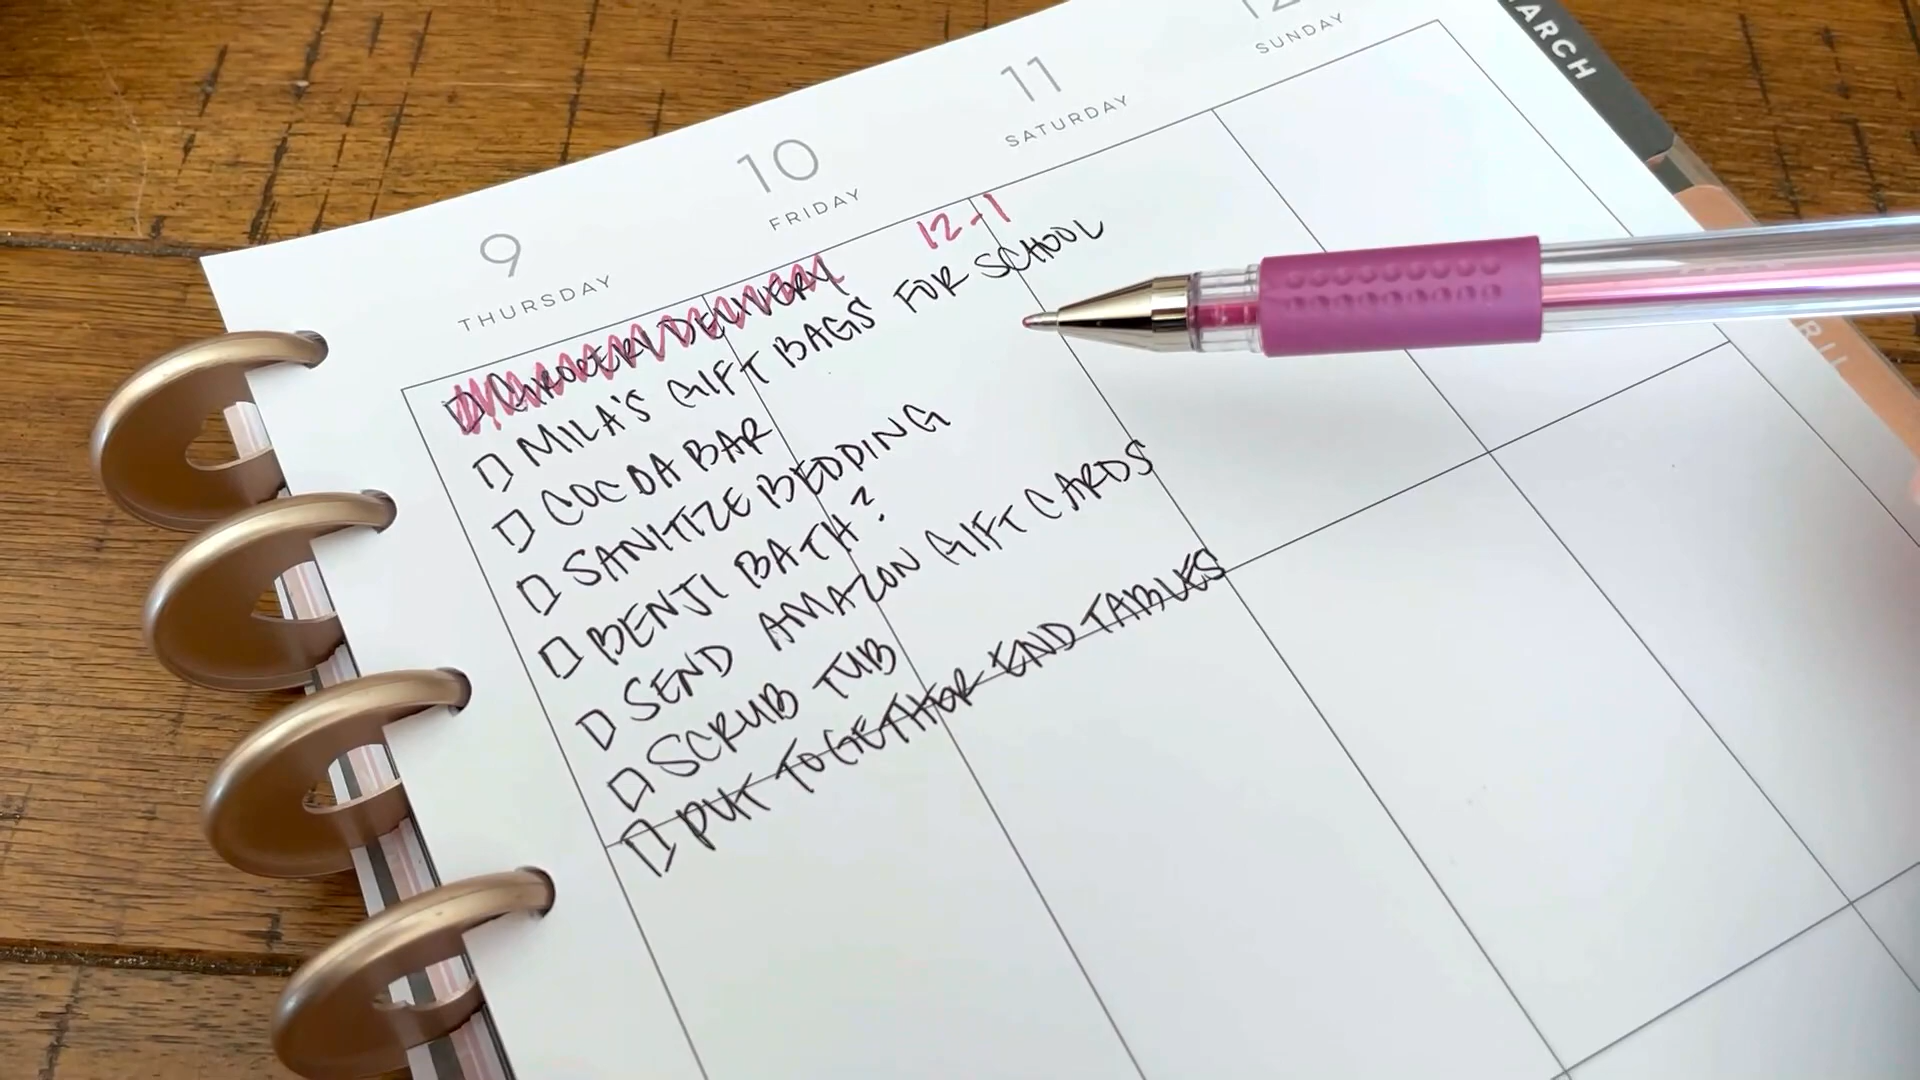 MARCH
12
SUNDAY
11
SATURDAY
10
FRIDAY
9
THURSDAY
12-1
GROCERY DELIVERY
MILA'S GIFT BAGS FOR SCHOOL
COCOA BAR
SANITIZE BEDDING
BENJI BATH?
SEND AMAZON GIFT CARDS
SCRUB TUB
PUT TOGETHER END TABLES
RIL